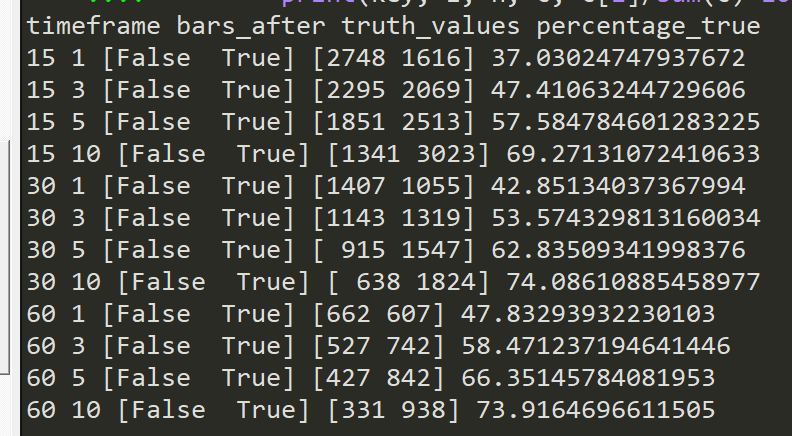 print(key, i, n, c, c[1]/sum(c)*10
timeframe bars_after truth_values percentage_true
15 1 [False  True] [2748 1616] 37.03024747937672
15 3 [False  True] [2295 2069] 47.41063244729606
15 5 [False  True] [1851 2513] 57.584784601283225
15 10 [False  True] [1341 3023] 69.27131072410633
30 1 [False  True] [1407 1055] 42.85134037367994
30 3 [False  True] [1143 1319] 53.574329813160034
30 5 [False  True] [ 915 1547] 62.83509341998376
30 10 [False  True] [ 638 1824] 74.08610885458977
60 1 [False  True] [662 607] 47.83293932230103
60 3 [False  True] [527 742] 58.471237194641446
60 5 [False  True] [427 842] 66.35145784081953
60 10 [False  True] [331 938] 73.9164696611505